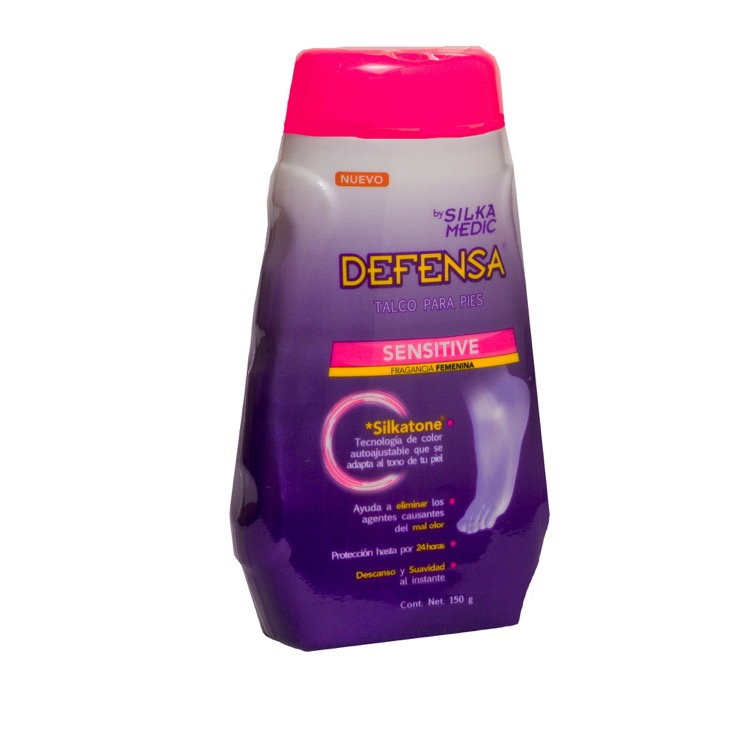 NUEVO
by SILKA
MEDIC
DEFENSA®
TALCO PARA PIES
SENSITIVE
FRAGANCIA FEMENINA
*Silkatone®
Tecnología de color
autoajustable que se
adapta al tono de tu piel
Ayuda a eliminar los
agentes causantes
del mal olor
Protección hasta por 24 horas
Descanso y Suavidad
al instante
Cont. Net. 150 g